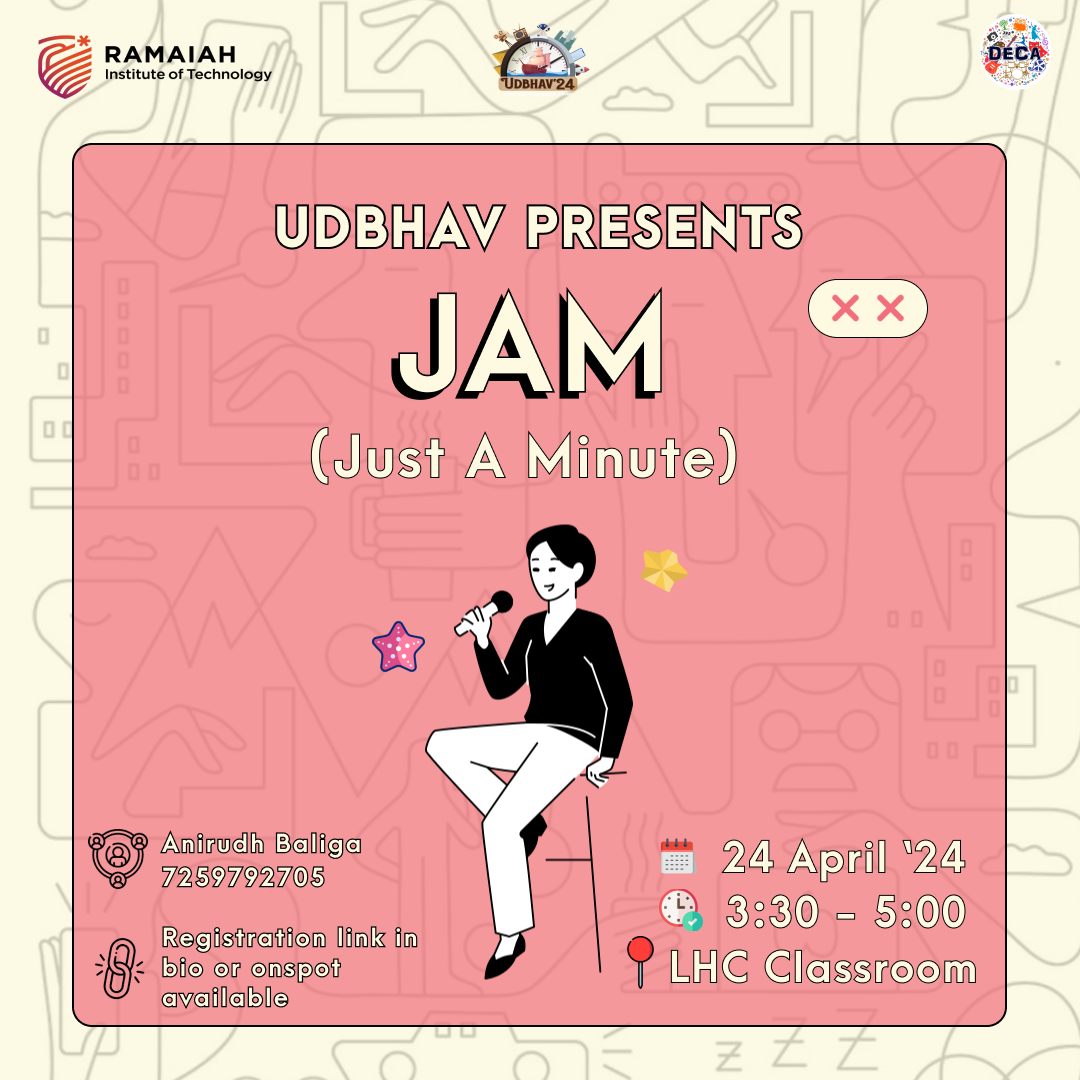 RAMAIAH
Institute of Technology
UDBHAV'24
DECA
UDBHAV PRESENTS
JAM
(Just A Minute)
Anirudh Baliga
7259792705
Registration link in
bio or onspot
available
24 April ‘24
3:30 – 5:00
LHC Classroom
z z z